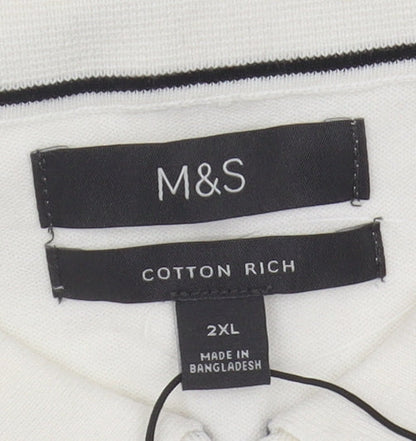 M&S
COTTON RICH
2XL
MADE IN
BANGLADESH